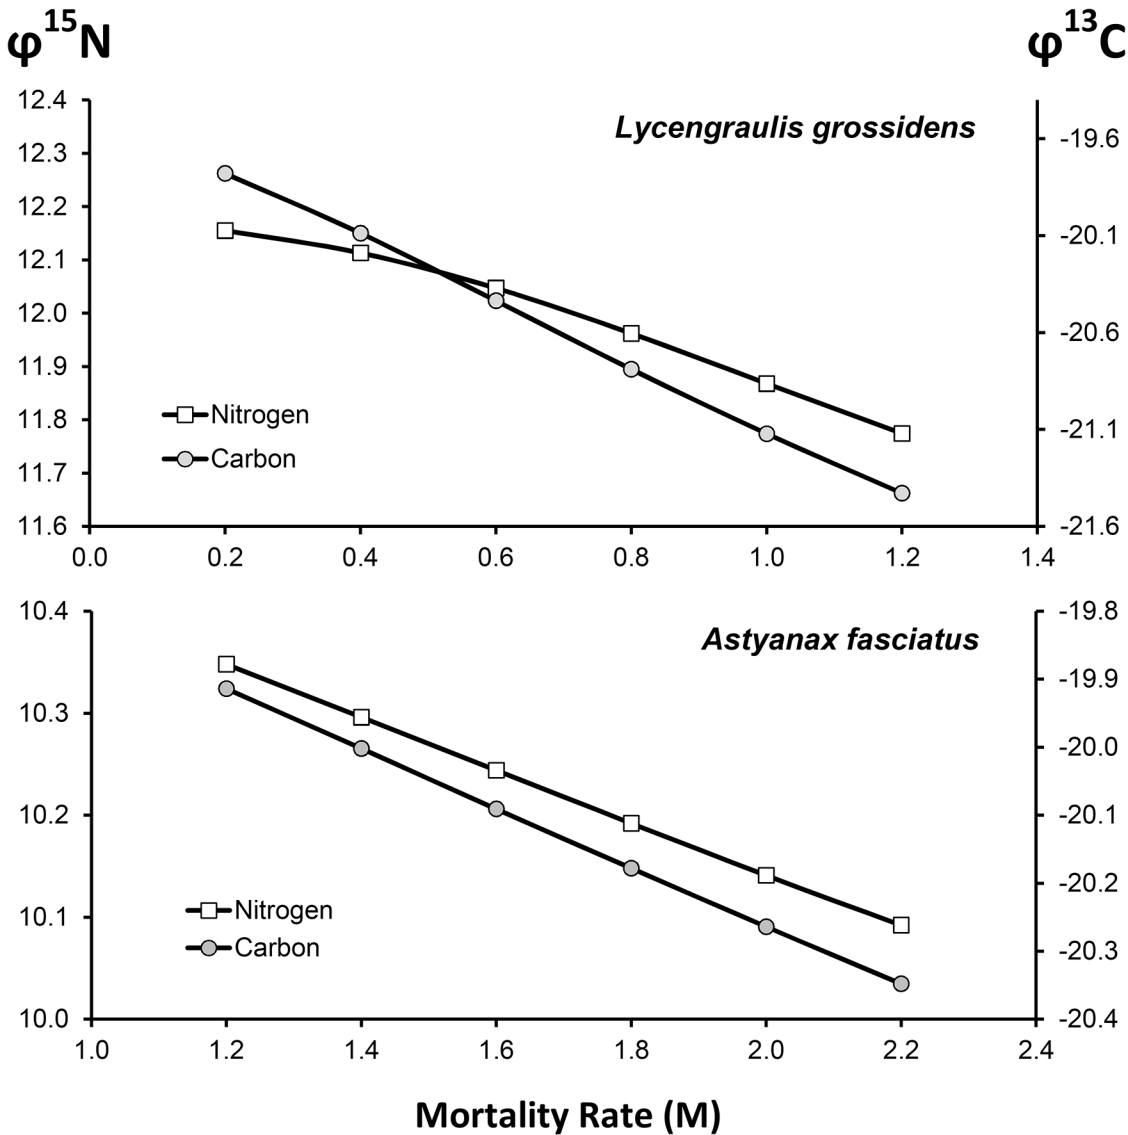 φ15N
φ13C
Lycengraulis grossidens
12.4
12.3
12.2
12.1
12.0
11.9
11.8
11.7
11.6
-19.6
-20.1
-20.6
-21.1
-21.6
Nitrogen
Carbon
0.0 0.2 0.4 0.6 0.8 1.0 1.2 1.4
Astyanax fasciatus
10.4
10.3
10.2
10.1
10.0
-19.8
-19.9
-20.0
-20.1
-20.2
-20.3
-20.4
Nitrogen
Carbon
1.0 1.2 1.4 1.6 1.8 2.0 2.2 2.4
Mortality Rate (M)